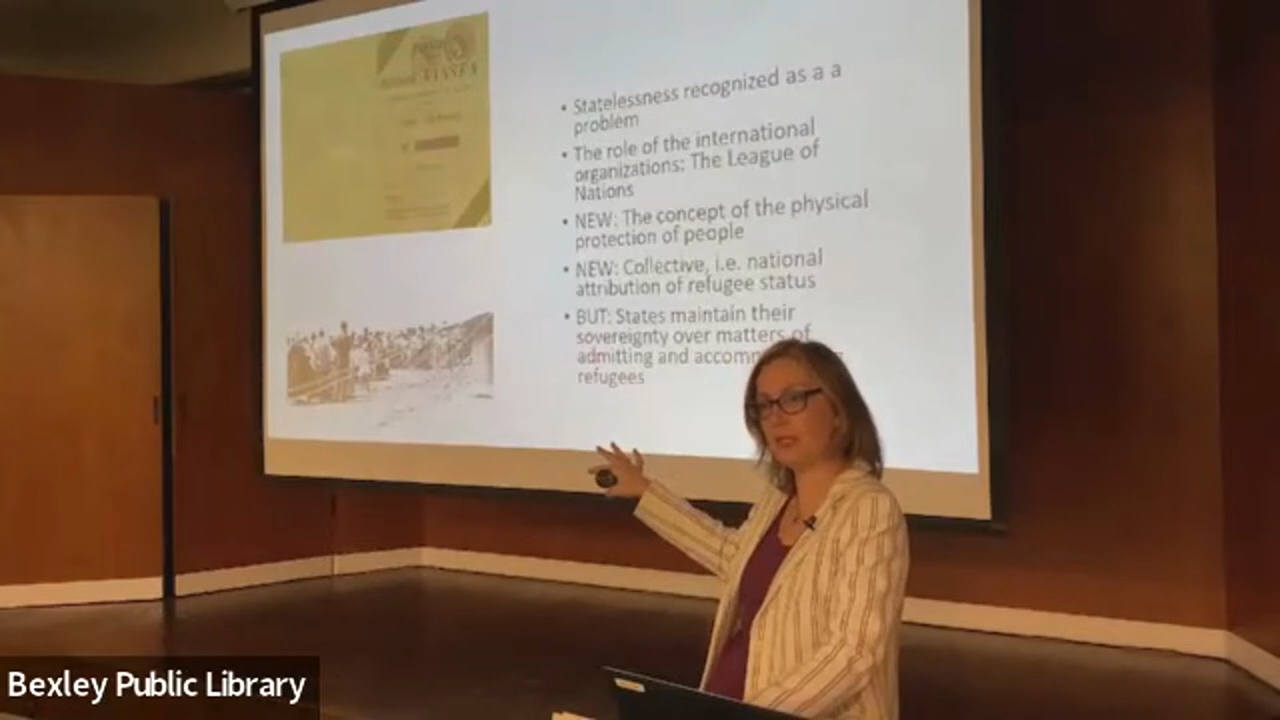 • Statelessness recognized as a a
problem
• The role of the international
organizations: The League of
Nations
• NEW: The concept of the physical
protection of people
• NEW: Collective, i.e. national
attribution of refugee status
• BUT: States maintain their
sovereignty over matters of
admitting and
refugees
Bexley Public Library